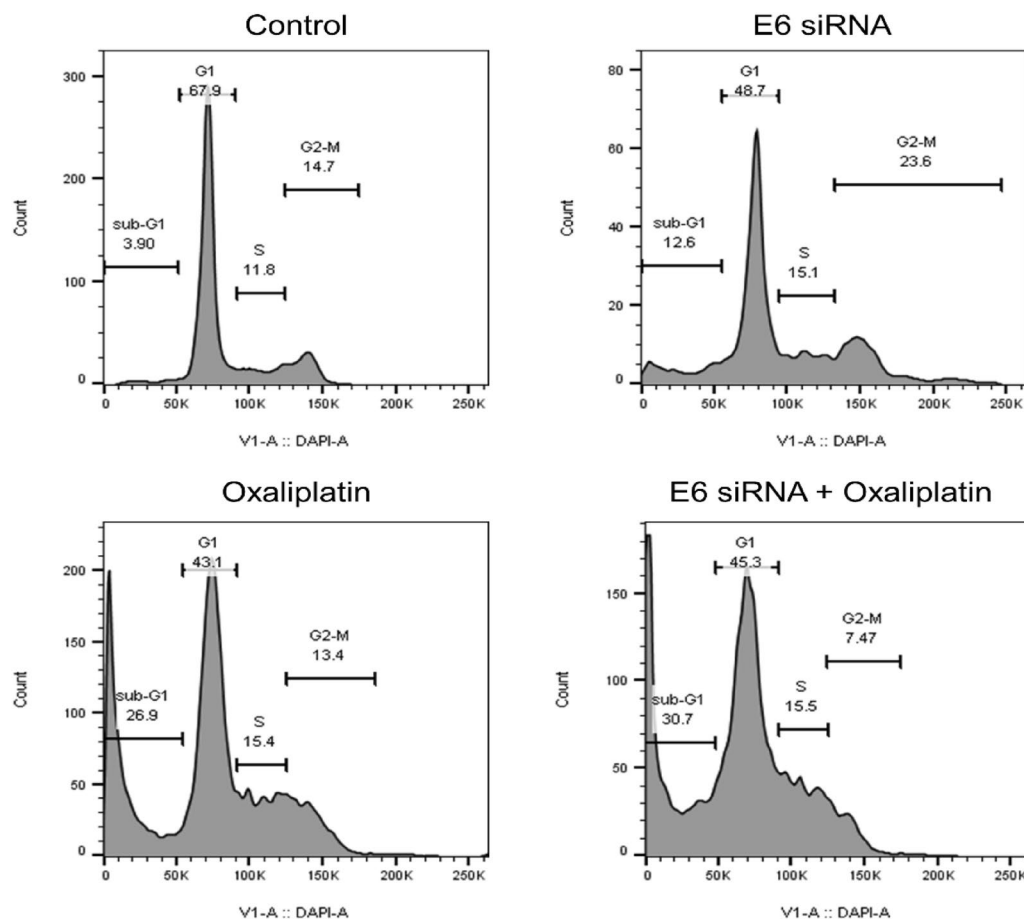 Control
300
200
100
0
Count
G1
67.9
G2-M
14.7
sub-G1
3.90
S
11.8
0 50K 100K 150K 200K 250K
V1-A :: DAPI-A
E6 siRNA
80
60
40
20
0
Count
G1
48.7
G2-M
23.6
sub-G1
12.6
S
15.1
0 50K 100K 150K 200K 250K
V1-A :: DAPI-A
Oxaliplatin
200
150
100
50
0
Count
G1
43.1
G2-M
13.4
sub-G1
26.9
S
15.4
0 50K 100K 150K 200K 250K
V1-A :: DAPI-A
E6 siRNA + Oxaliplatin
150
100
50
0
Count
G1
45.3
G2-M
7.47
sub-G1
30.7
S
15.5
0 50K 100K 150K 200K 250K
V1-A :: DAPI-A